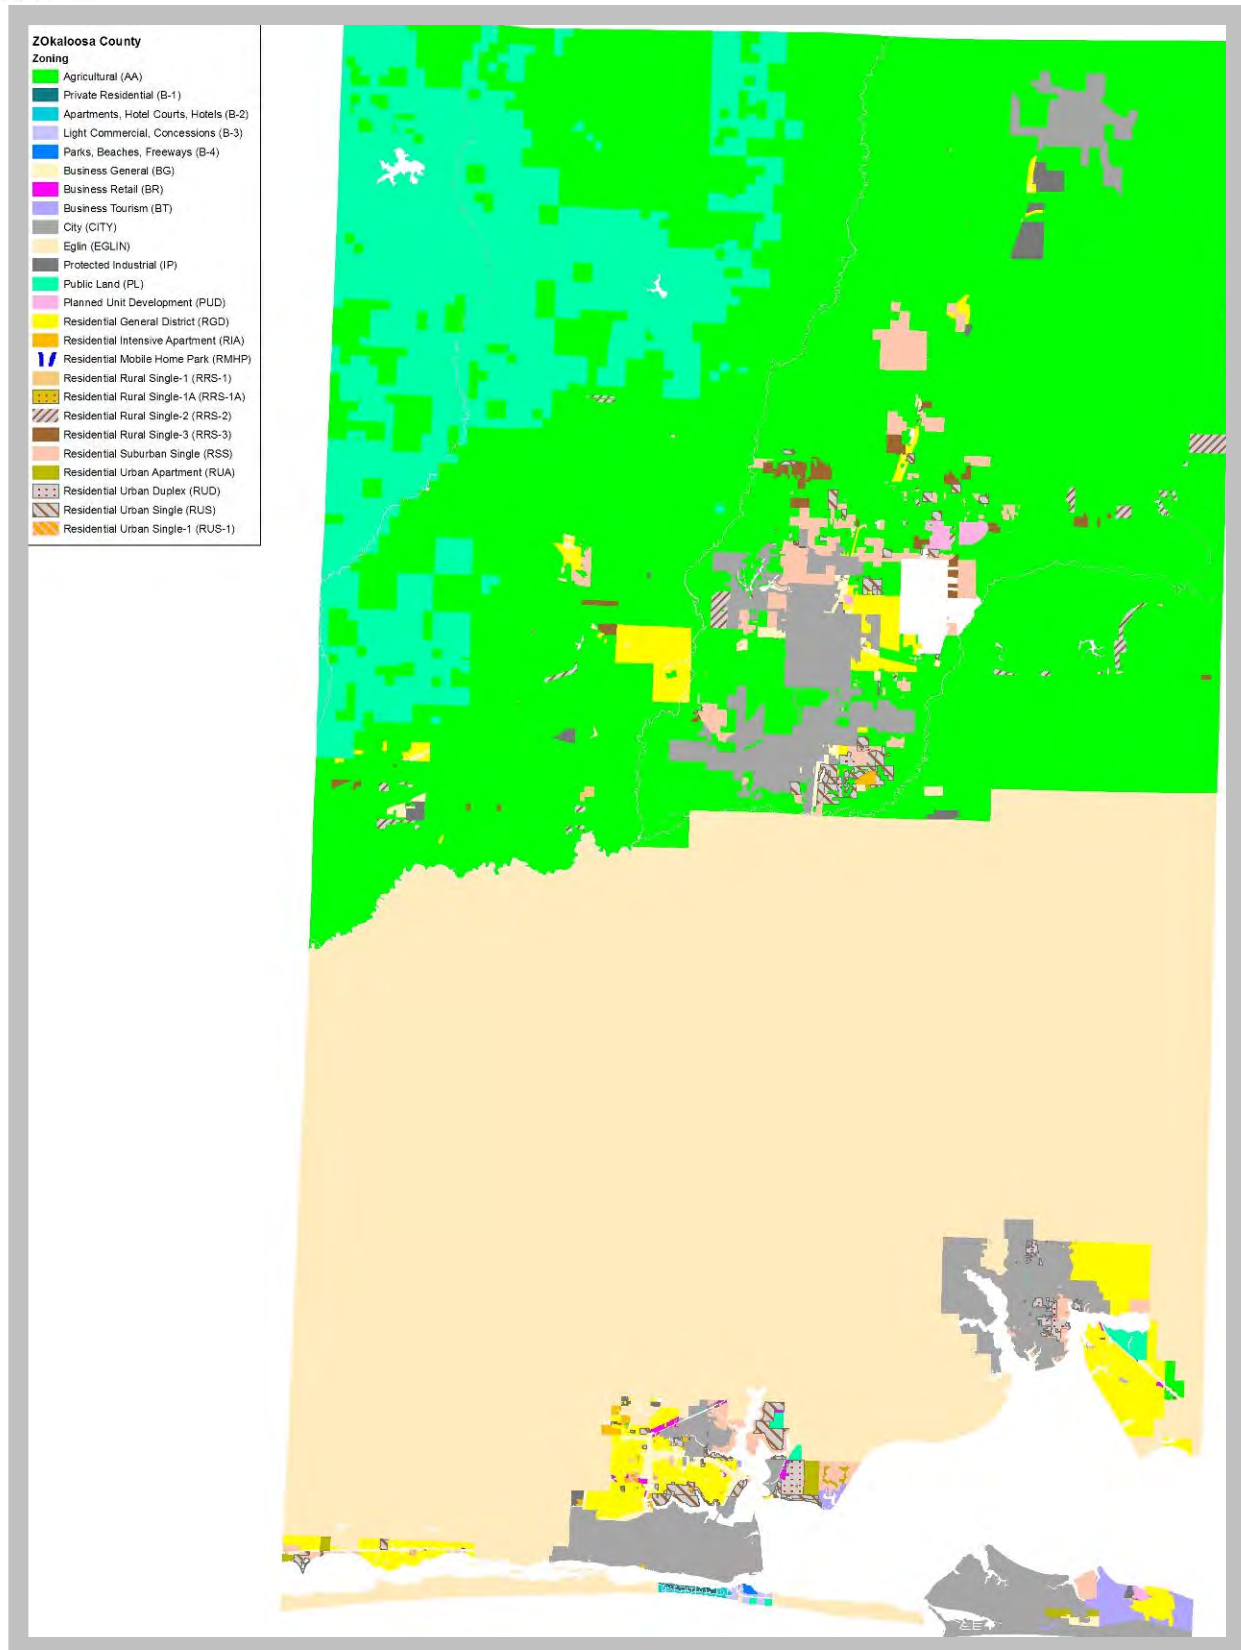 ZOkaloosa County
Zoning
Agricultural (AA)
Private Residential (B-1)
Apartments, Hotel Courts, Hotels (B-2)
Light Commercial, Concessions (B-3)
Parks, Beaches, Freeways (B-4)
Business General (BG)
Business Retail (BR)
Business Tourism (BT)
City (CITY)
Eglin (EGLIN)
Protected Industrial (IP)
Public Land (PL)
Planned Unit Development (PUD)
Residential General District (RGD)
Residential Intensive Apartment (RIA)
Residential Mobile Home Park (RMHP)
Residential Rural Single-1 (RRS-1)
Residential Rural Single-1A (RRS-1A)
Residential Rural Single-2 (RRS-2)
Residential Rural Single-3 (RRS-3)
Residential Suburban Single (RSS)
Residential Urban Apartment (RUA)
Residential Urban Duplex (RUD)
Residential Urban Single (RUS)
Residential Urban Single-1 (RUS-1)